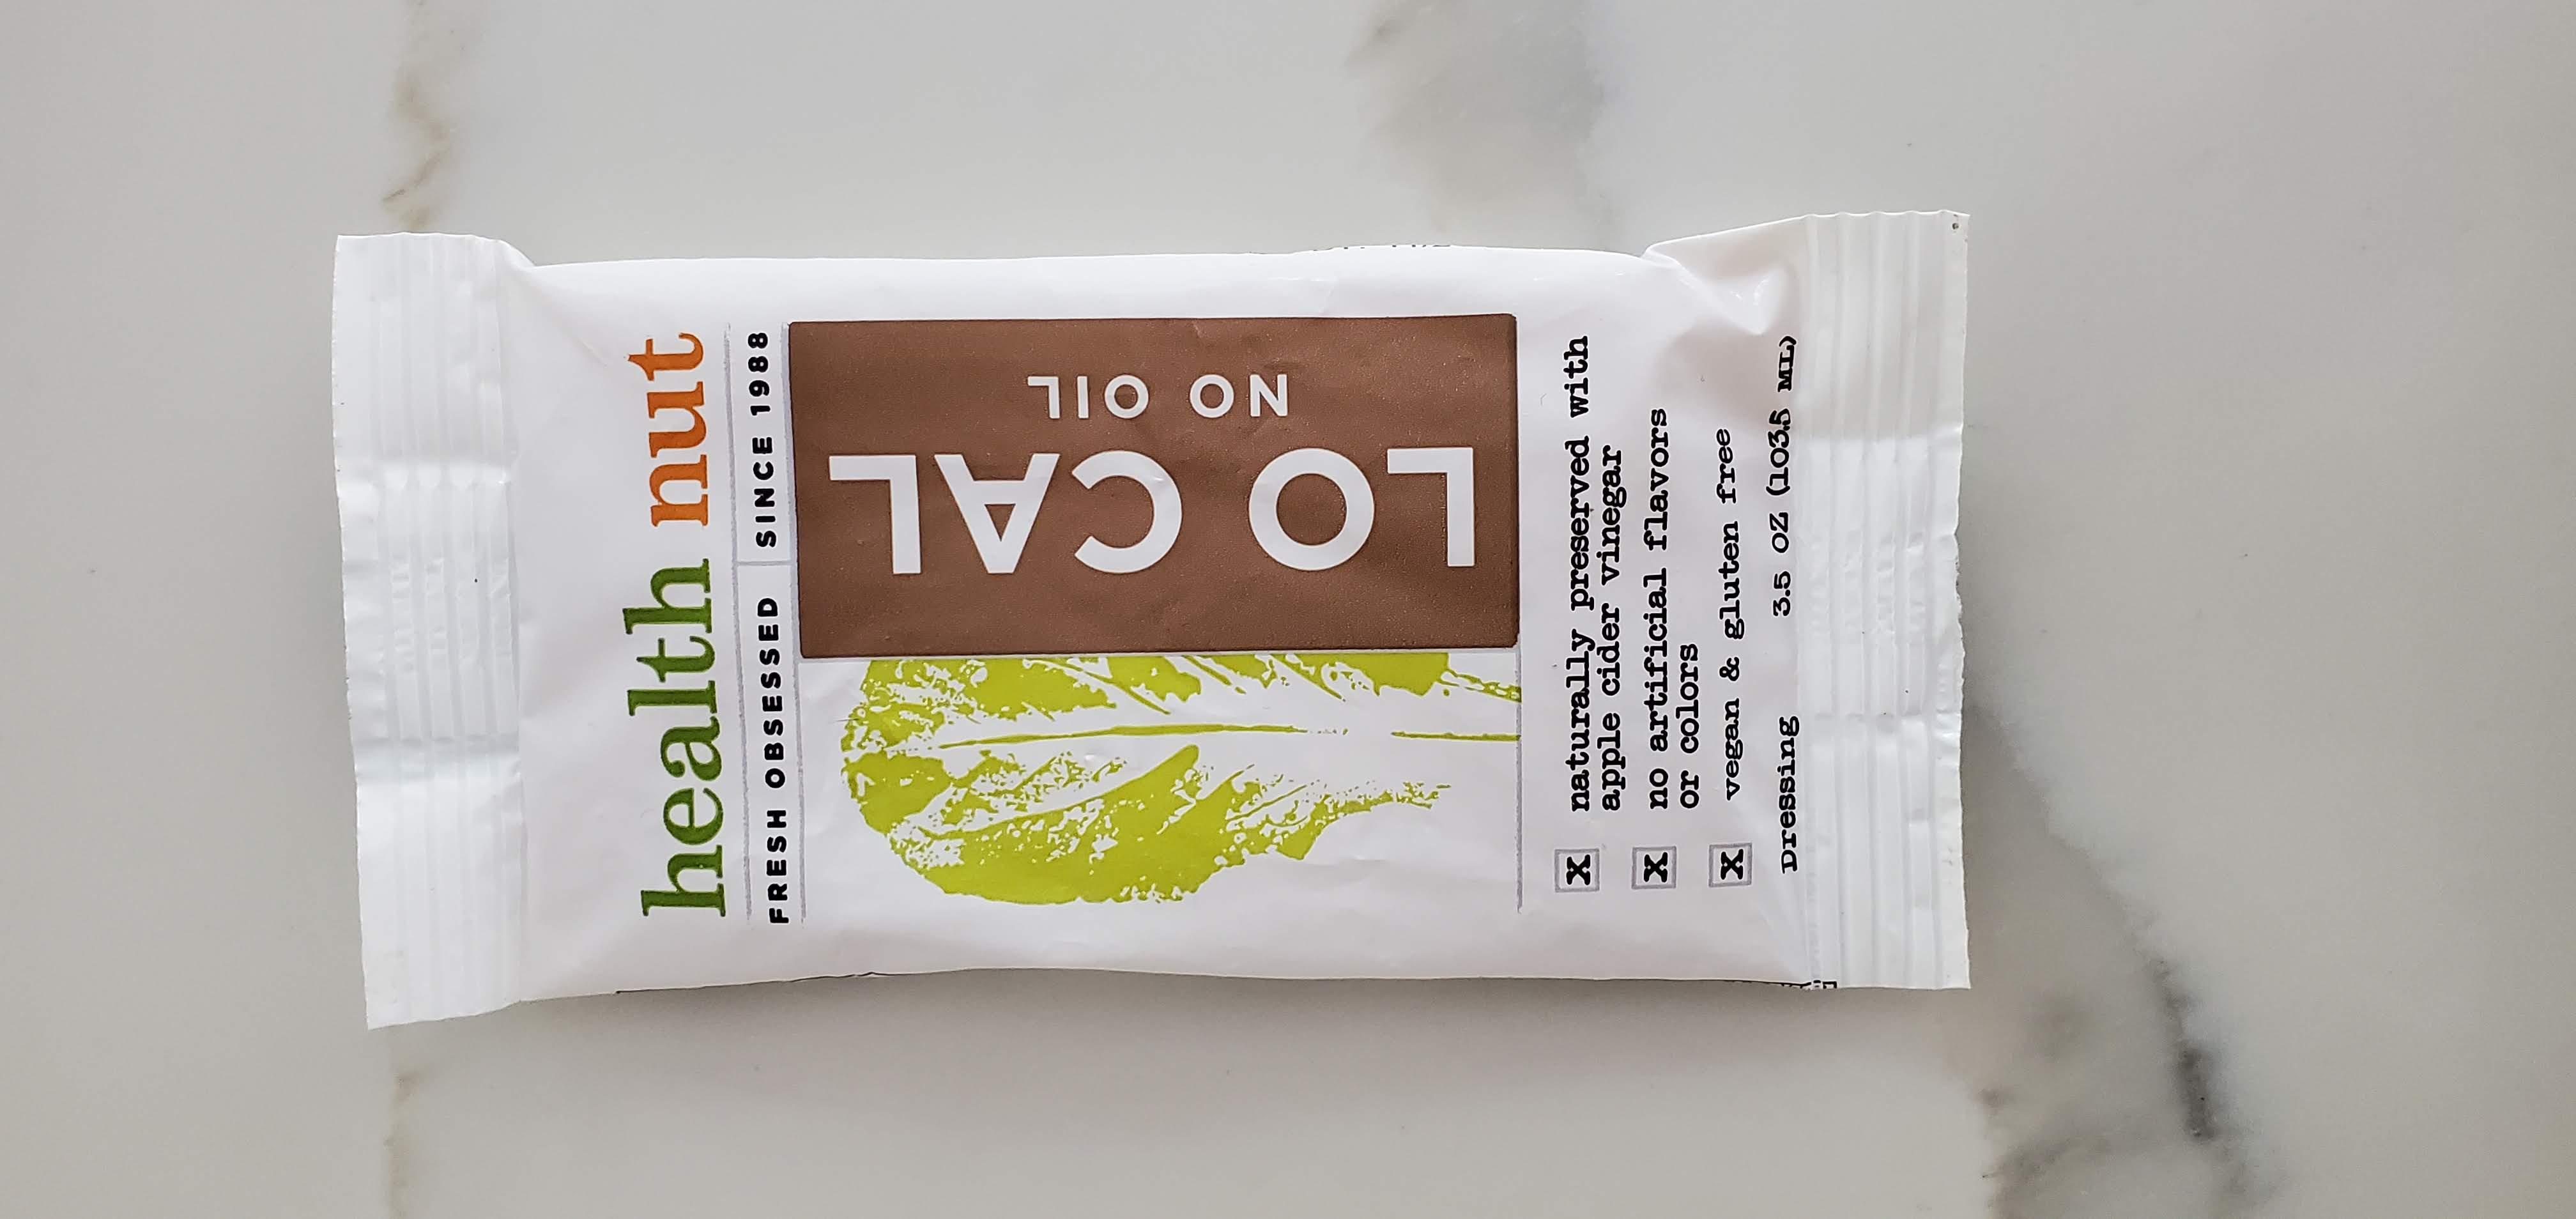 health nut
FRESH OBSESSED SINCE 1988
LO CAL
NO OIL
X naturally preserved with
apple cider vinegar
X no artificial flavors
or colors
X vegan & gluten free
Dressing 3.5 OZ (103.5 ML)